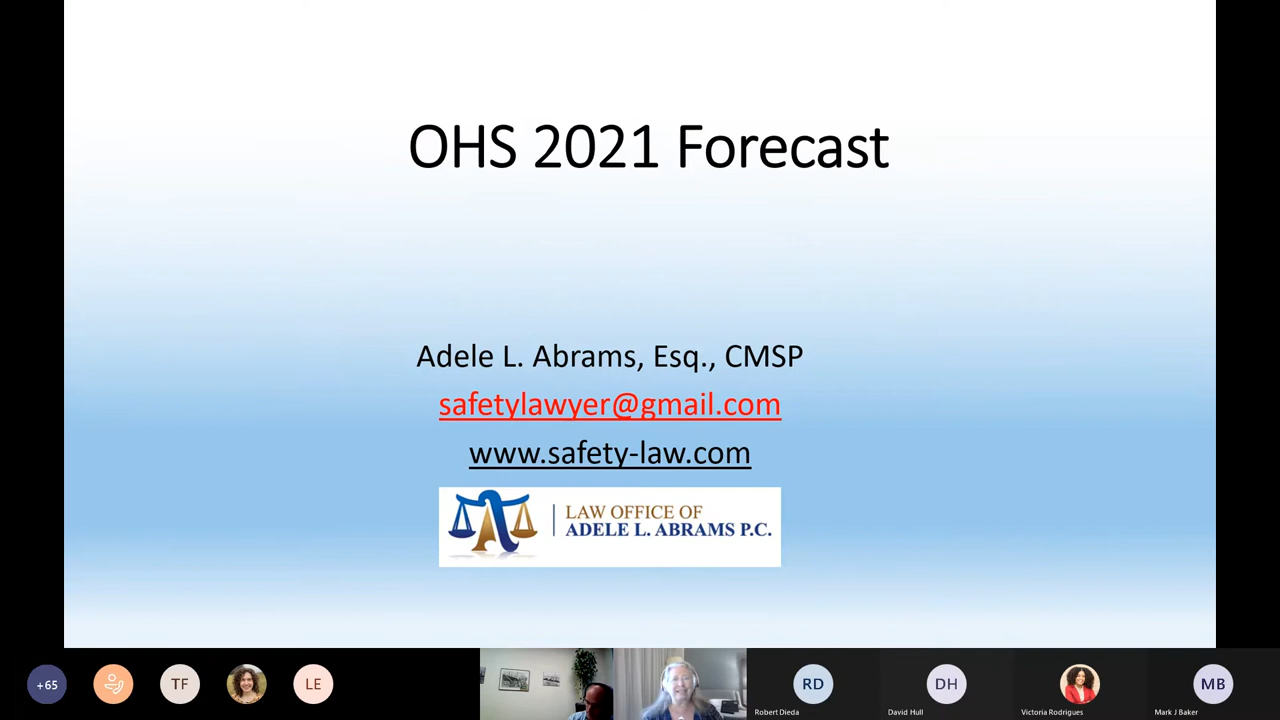 OHS 2021 Forecast
Adele L. Abrams, Esq., CMSP
safetylawyer@gmail.com
www.safety-law.com
LAW OFFICE OF
ADELE L. ABRAMS P.C.
+65
TF
LE
RD
DH
MB
Robert Dieda
David Hull
Victoria Rodrigues
Mark J Baker